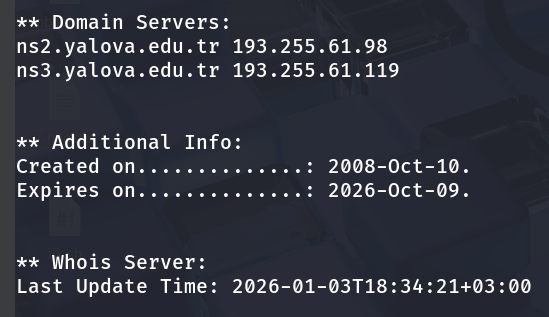 ** Domain Servers:
ns2.yalova.edu.tr 193.255.61.98
ns3.yalova.edu.tr 193.255.61.119
** Additional Info:
Created on..............: 2008-Oct-10.
Expires on..............: 2026-Oct-09.
** Whois Server:
Last Update Time: 2026-01-03T18:34:21+03:00